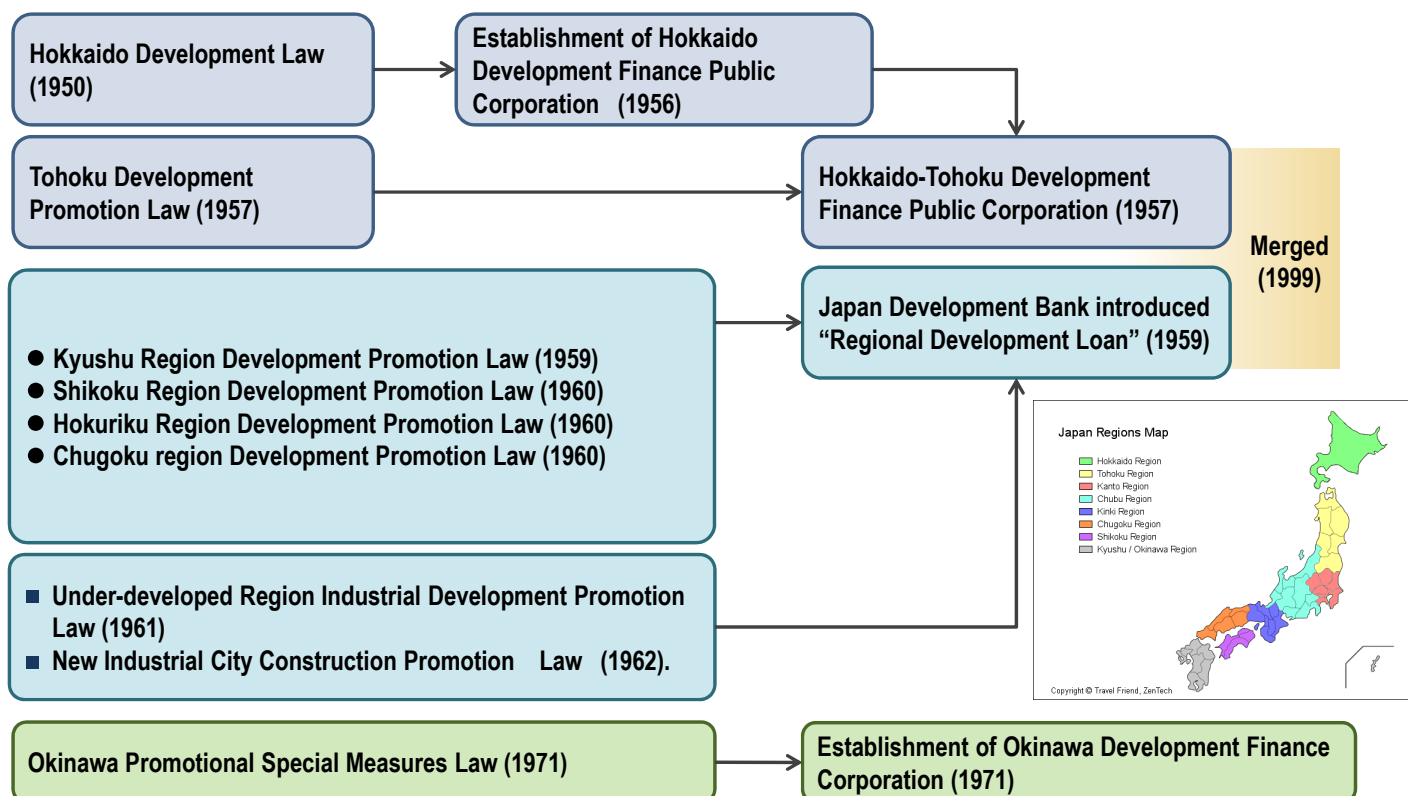 Hokkaido Development Law
(1950)
Establishment of Hokkaido
Development Finance Public
Corporation (1956)
Tohoku Development
Promotion Law (1957)
Hokkaido-Tohoku Development
Finance Public Corporation (1957)
Merged
(1999)
● Kyushu Region Development Promotion Law (1959)
● Shikoku Region Development Promotion Law (1960)
● Hokuriku Region Development Promotion Law (1960)
● Chugoku region Development Promotion Law (1960)
Japan Development Bank introduced
“Regional Development Loan” (1959)
■ Under-developed Region Industrial Development Promotion
Law (1961)
■ New Industrial City Construction Promotion Law (1962).
Japan Regions Map
Hokkaido Region
Tohoku Region
Kanto Region
Chubu Region
Kinki Region
Chugoku Region
Shikoku Region
Kyushu / Okinawa Region
Copyright © Travel Friend, ZenTech
Okinawa Promotional Special Measures Law (1971)
Establishment of Okinawa Development Finance
Corporation (1971)